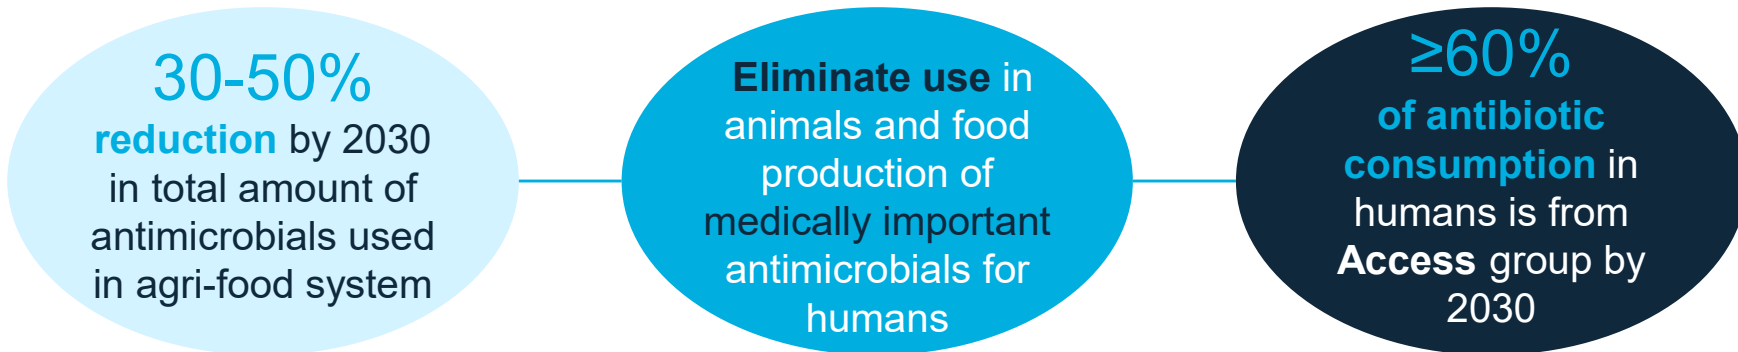 30-50%
reduction by 2030
in total amount of
antimicrobials used
in agri-food system
Eliminate use in
animals and food
production of
medically important
antimicrobials for
humans
≥60%
of antibiotic
consumption in
humans is from
Access group by
2030